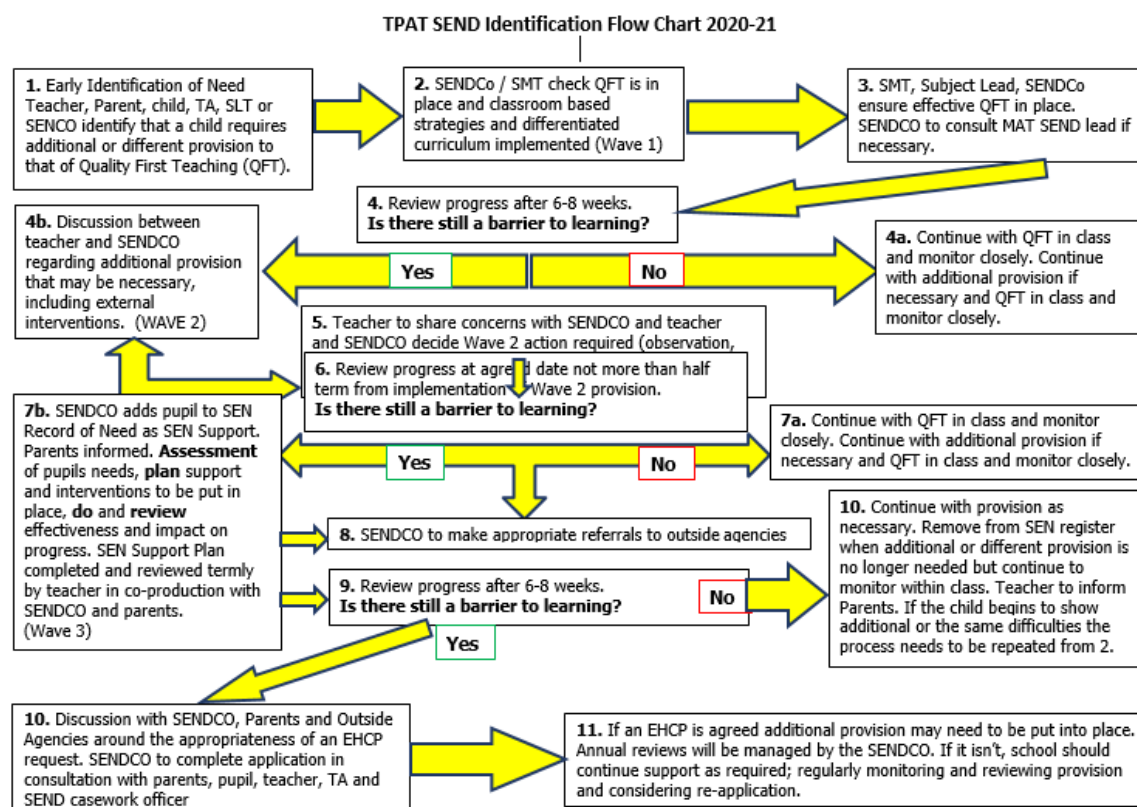 TPAT SEND Identification Flow Chart 2020-21
1. Early Identification of Need
Teacher, Parent, child, TA, SLT or
SENCO identify that a child requires
additional or different provision to
that of Quality First Teaching (QFT).
2. SENDCo / SMT check QFT is in
place and classroom based
strategies and differentiated
curriculum implemented (Wave 1)
3. SMT, Subject Lead, SENDCo
ensure effective QFT in place.
SENDCO to consult MAT SEND lead if
necessary.
4. Review progress after 6-8 weeks.
Is there still a barrier to learning?
Yes
No
4b. Discussion between
teacher and SENDCO
regarding additional provision
that may be necessary,
including external
interventions. (WAVE 2)
4a. Continue with QFT in class
and monitor closely. Continue
with additional provision if
necessary and QFT in class and
monitor closely.
5. Teacher to share concerns with SENDCO and teacher
and SENDCO decide Wave 2 action required (observation,
6. Review progress at agreed date not more than half
term from implementation Wave 2 provision.
Is there still a barrier to learning?
Yes
No
7b. SENDCO adds pupil to SEN
Record of Need as SEN Support.
Parents informed. Assessment
of pupils needs, plan support
and interventions to be put in
place, do and review
effectiveness and impact on
progress. SEN Support Plan
completed and reviewed termly
by teacher in co-production with
SENDCO and parents.
(Wave 3)
7a. Continue with QFT in class and monitor
closely. Continue with additional provision if
necessary and QFT in class and monitor closely.
8. SENDCO to make appropriate referrals to outside agencies
9. Review progress after 6-8 weeks.
Is there still a barrier to learning?
No
Yes
10. Continue with provision as
necessary. Remove from SEN register
when additional or different provision is
no longer needed but continue to
monitor within class. Teacher to inform
Parents. If the child begins to show
additional or the same difficulties the
process needs to be repeated from 2.
10. Discussion with SENDCO, Parents and Outside
Agencies around the appropriateness of an EHCP
request. SENDCO to complete application in
consultation with parents, pupil, teacher, TA and
SEND casework officer
11. If an EHCP is agreed additional provision may need to be put into place.
Annual reviews will be managed by the SENDCO. If it isn't, school should
continue support as required; regularly monitoring and reviewing provision
and considering re-application.